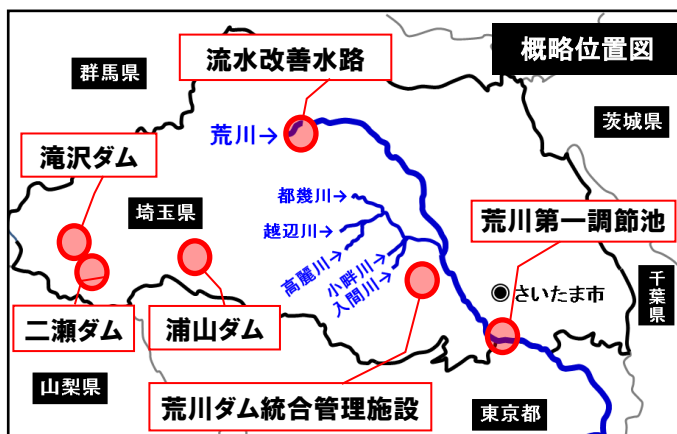 概略位置図
流水改善水路
群馬県
茨城県
荒川→
滝沢ダム
都幾川→
埼玉県
越辺川→
荒川第一調節池
高麗川→
小畔川→
入間川→
さいたま市
千葉県
二瀬ダム
浦山ダム
山梨県
荒川ダム統合管理施設
東京都